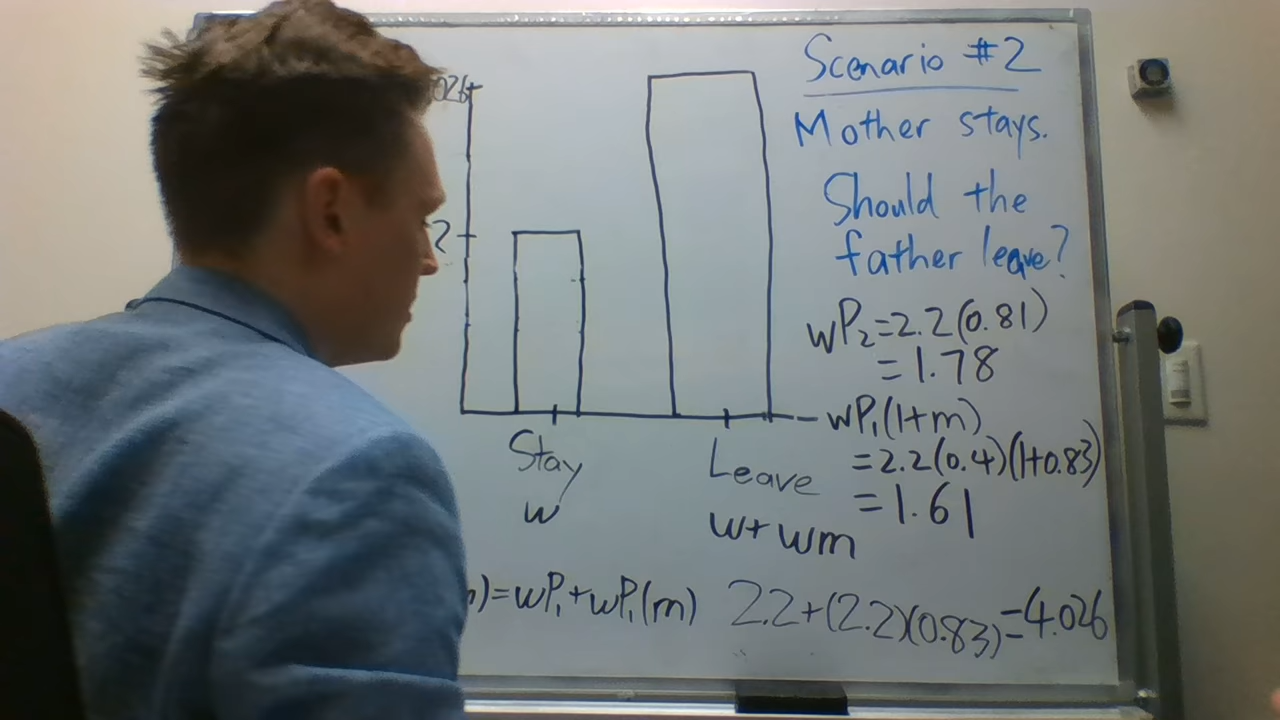 Scenario #2
Mother stays.
Should the
father leave?
wP₂=2.2(0.81)
=1.78
wP₁(1+m)
=2.2(0.4)(1+0.83)
=1.61
026
2
Stay
w
Leave
w+wm
)=wP₁+wP₁(m)
2.2+(2.2)(0.83)=4.026